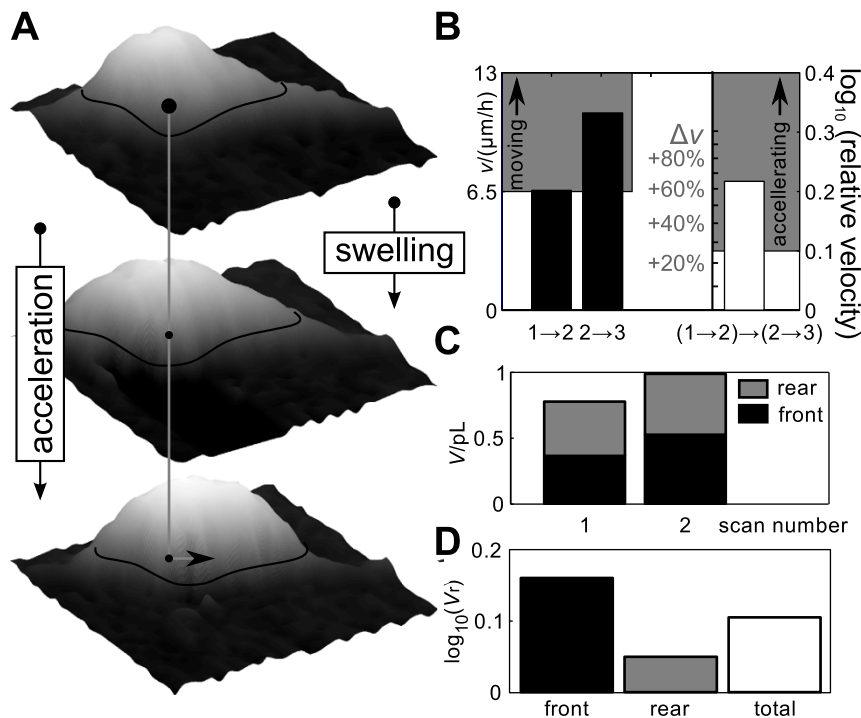 A
swelling
acceleration
B
13
6.5
0
v/(μm/h)
moving
Δv
+80%
+60%
+40%
+20%
accellerating
0.4
0.3
0.2
0.1
0
log10 (relative velocity)
1→2 2→3 (1→2)→(2→3)
C
1
0.5
0
V/pL
rear
front
1 2 scan number
D
0.2
0.1
0
log10(Vr)
front rear total